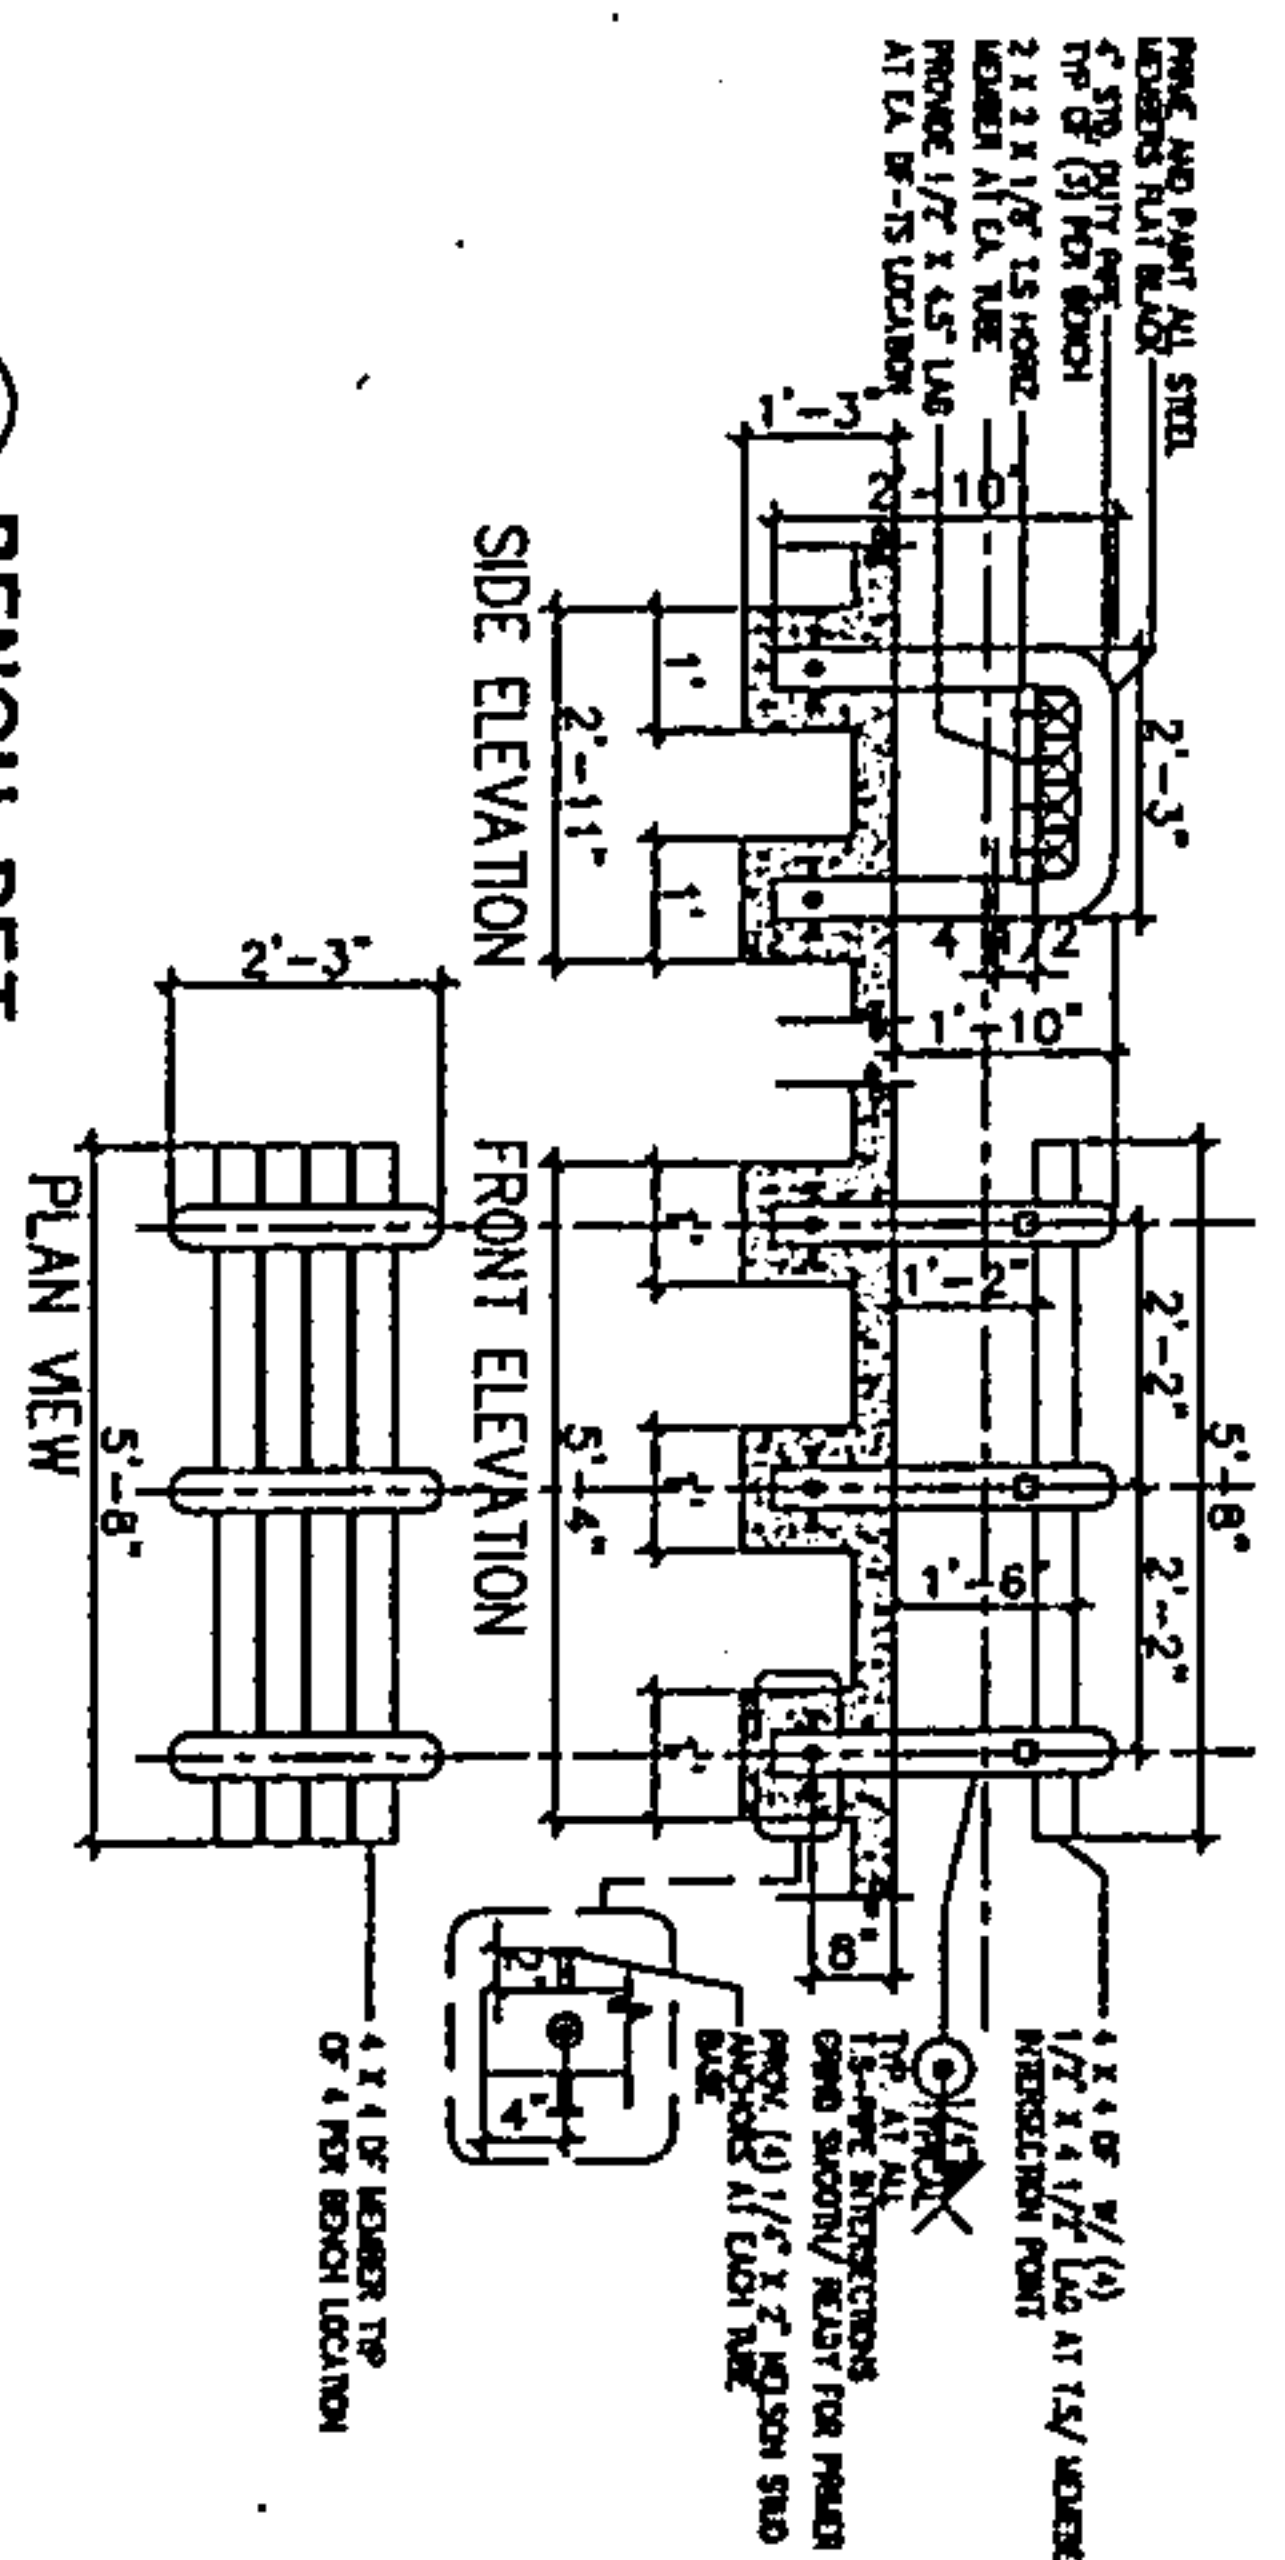 PRIME AND PAINT ALL STEEL
MEMBERS FLAT BLACK
4" STD. DUTY PIPE
TYP OF (3) PER BENCH
2 X 2 X 1/8" T.S HORIZ
MEMBER AT EA TUBE
PROVIDE 1/2" X 4.5" LAG
AT EA DF-TS LOCATION
2'-3"
1'-3"
2'-10"
4 1/2
1'-10"
1'
1'
2'-11"
SIDE ELEVATION
5'-8"
2'-2"
2'-2"
1'-2"
1'-6"
8"
1'
1'
1'
5'-4"
FRONT ELEVATION
4 X 4 DF W/ (4)
1/2" X 4 1/2" LAG AT T.S/ MEMBER
INTERSECTION POINT
1/4
TYP AT ALL
T.S-PIPE INTERSECTIONS
GRIND SMOOTH/ READY FOR PRIMER
PROV. (4) 1/4" X 2" NELSON STUD
ANCHORS AT EACH TUBE
BASE
2"
4"
2'-3"
4 X 4 DF MEMBER TYP
OF 4 PER BENCH LOCATION
5'-8"
PLAN VIEW
BENCH DET